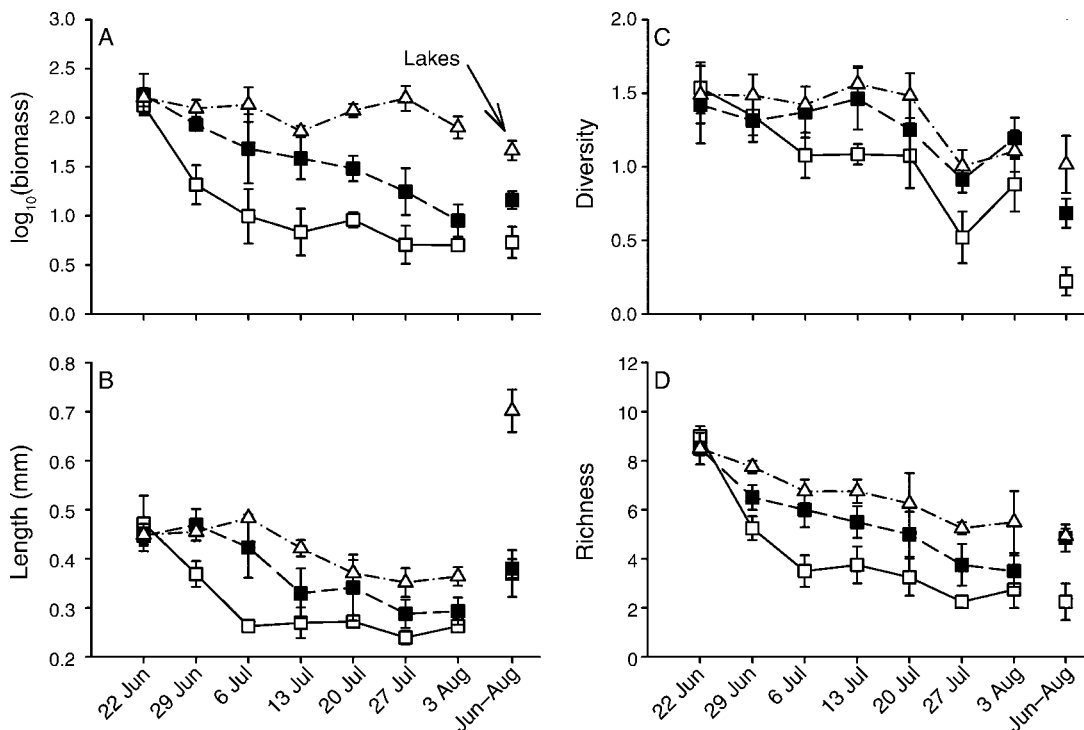 A
Lakes
log10(biomass)
3.0
2.5
2.0
1.5
1.0
0.5
0.0
C
Diversity
2.0
1.5
1.0
0.5
0.0
B
Length (mm)
0.8
0.7
0.6
0.5
0.4
0.3
0.2
22 Jun
29 Jun
6 Jul
13 Jul
20 Jul
27 Jul
3 Aug
Jun–Aug
D
Richness
12
10
8
6
4
2
0
22 Jun
29 Jun
6 Jul
13 Jul
20 Jul
27 Jul
3 Aug
Jun–Aug